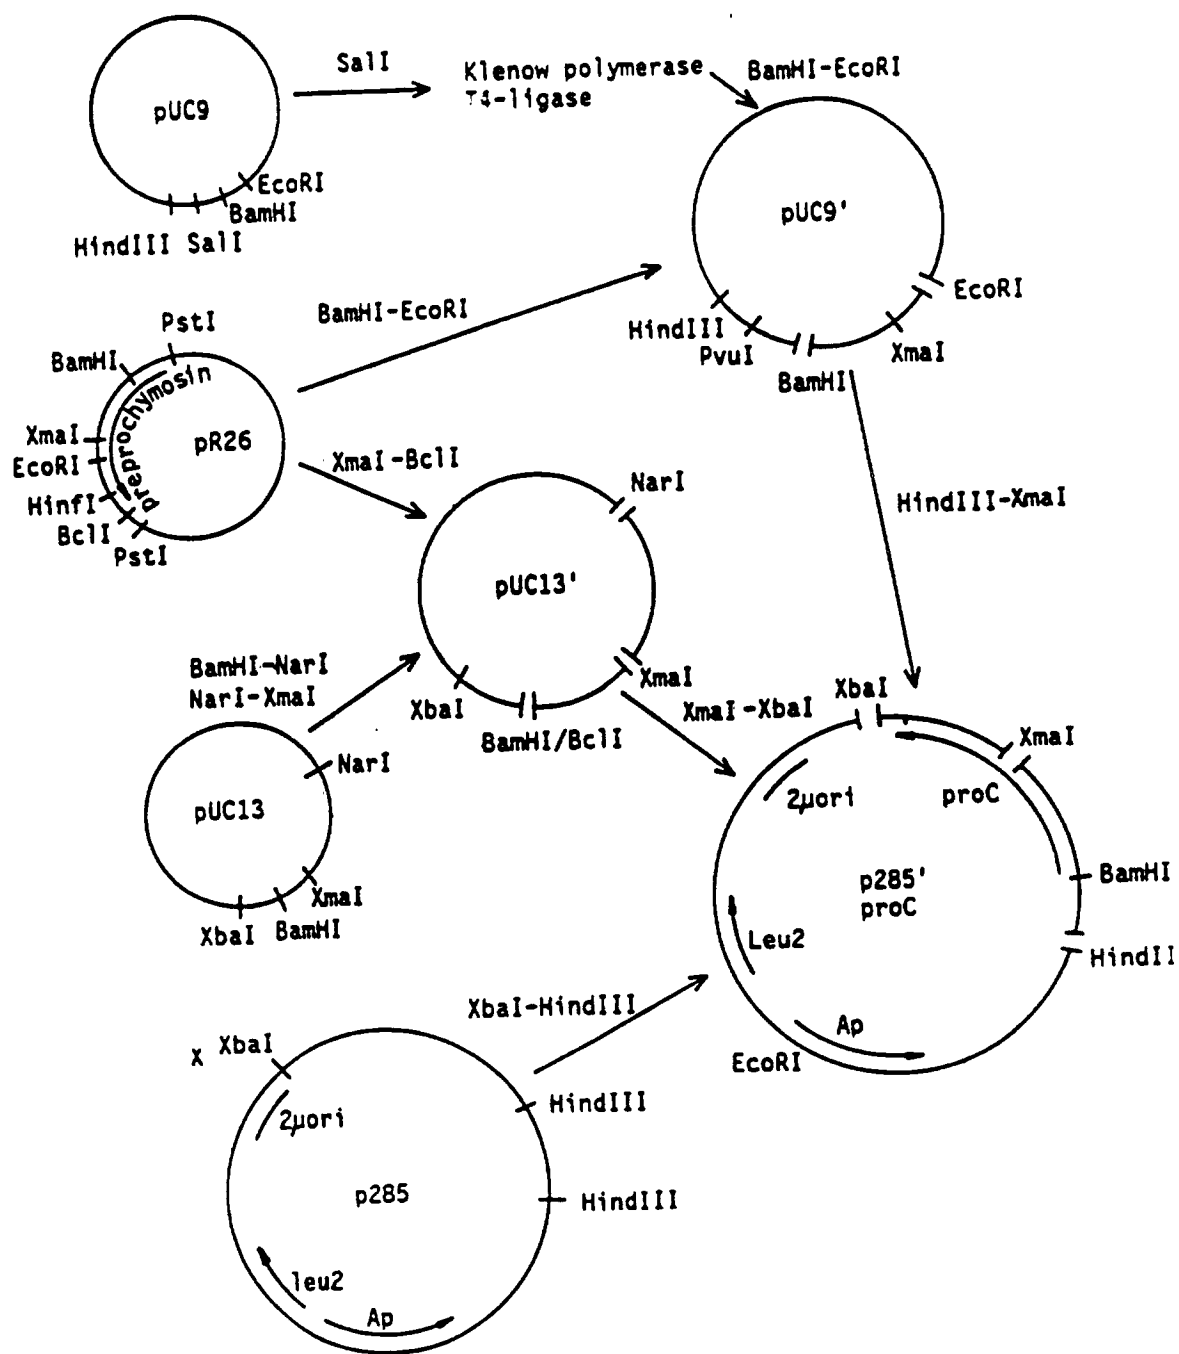 SalI
Klenow polymerase
T4-ligase
BamHI-EcoRI
pUC9
EcoRI
BamHI
HindIII SalI
pUC9'
EcoRI
HindIII
PvuI
BamHI
XmaI
BamHI-EcoRI
PstI
BamHI
preprochymosin
XmaI
EcoRI
HinfI
BclI
PstI
pR26
XmaI-BclI
NarI
HindIII-XmaI
pUC13'
BamHI-NarI
NarI-XmaI
XbaI
XmaI
BamHI/BclI
XmaI-XbaI
XbaI
XmaI
NarI
pUC13
XmaI
XbaI BamHI
2µori
proC
p285'
proC
BamHI
Leu2
HindII
Ap
EcoRI
XbaI-HindIII
X XbaI
HindIII
2µori
p285
HindIII
leu2
Ap